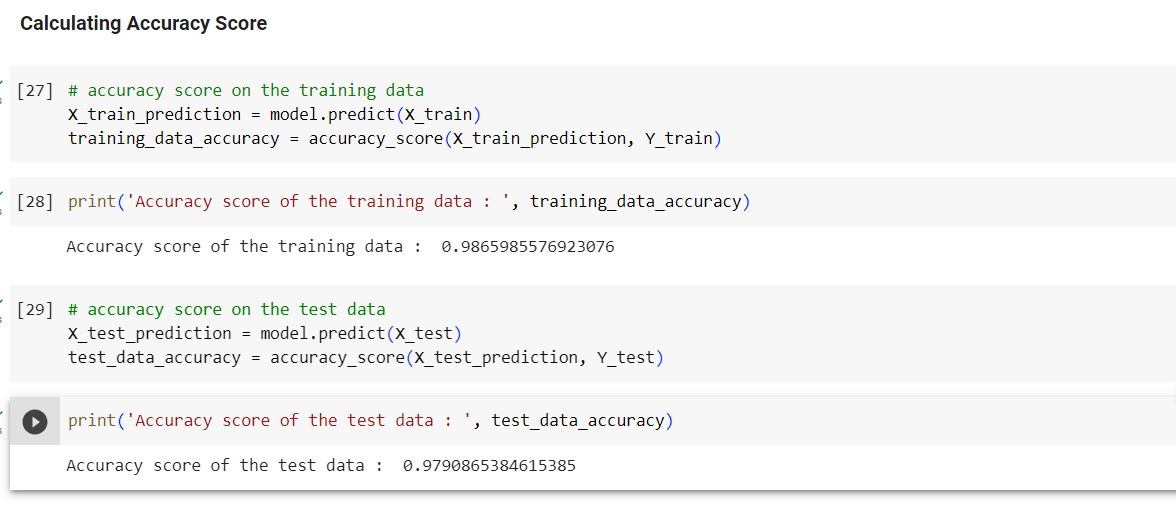 Calculating Accuracy Score
[27] # accuracy score on the training data
X_train_prediction = model.predict(X_train)
training_data_accuracy = accuracy_score(X_train_prediction, Y_train)
[28] print('Accuracy score of the training data : ', training_data_accuracy)
Accuracy score of the training data :  0.9865985576923076
[29] # accuracy score on the test data
X_test_prediction = model.predict(X_test)
test_data_accuracy = accuracy_score(X_test_prediction, Y_test)
print('Accuracy score of the test data : ', test_data_accuracy)
Accuracy score of the test data :  0.9790865384615385